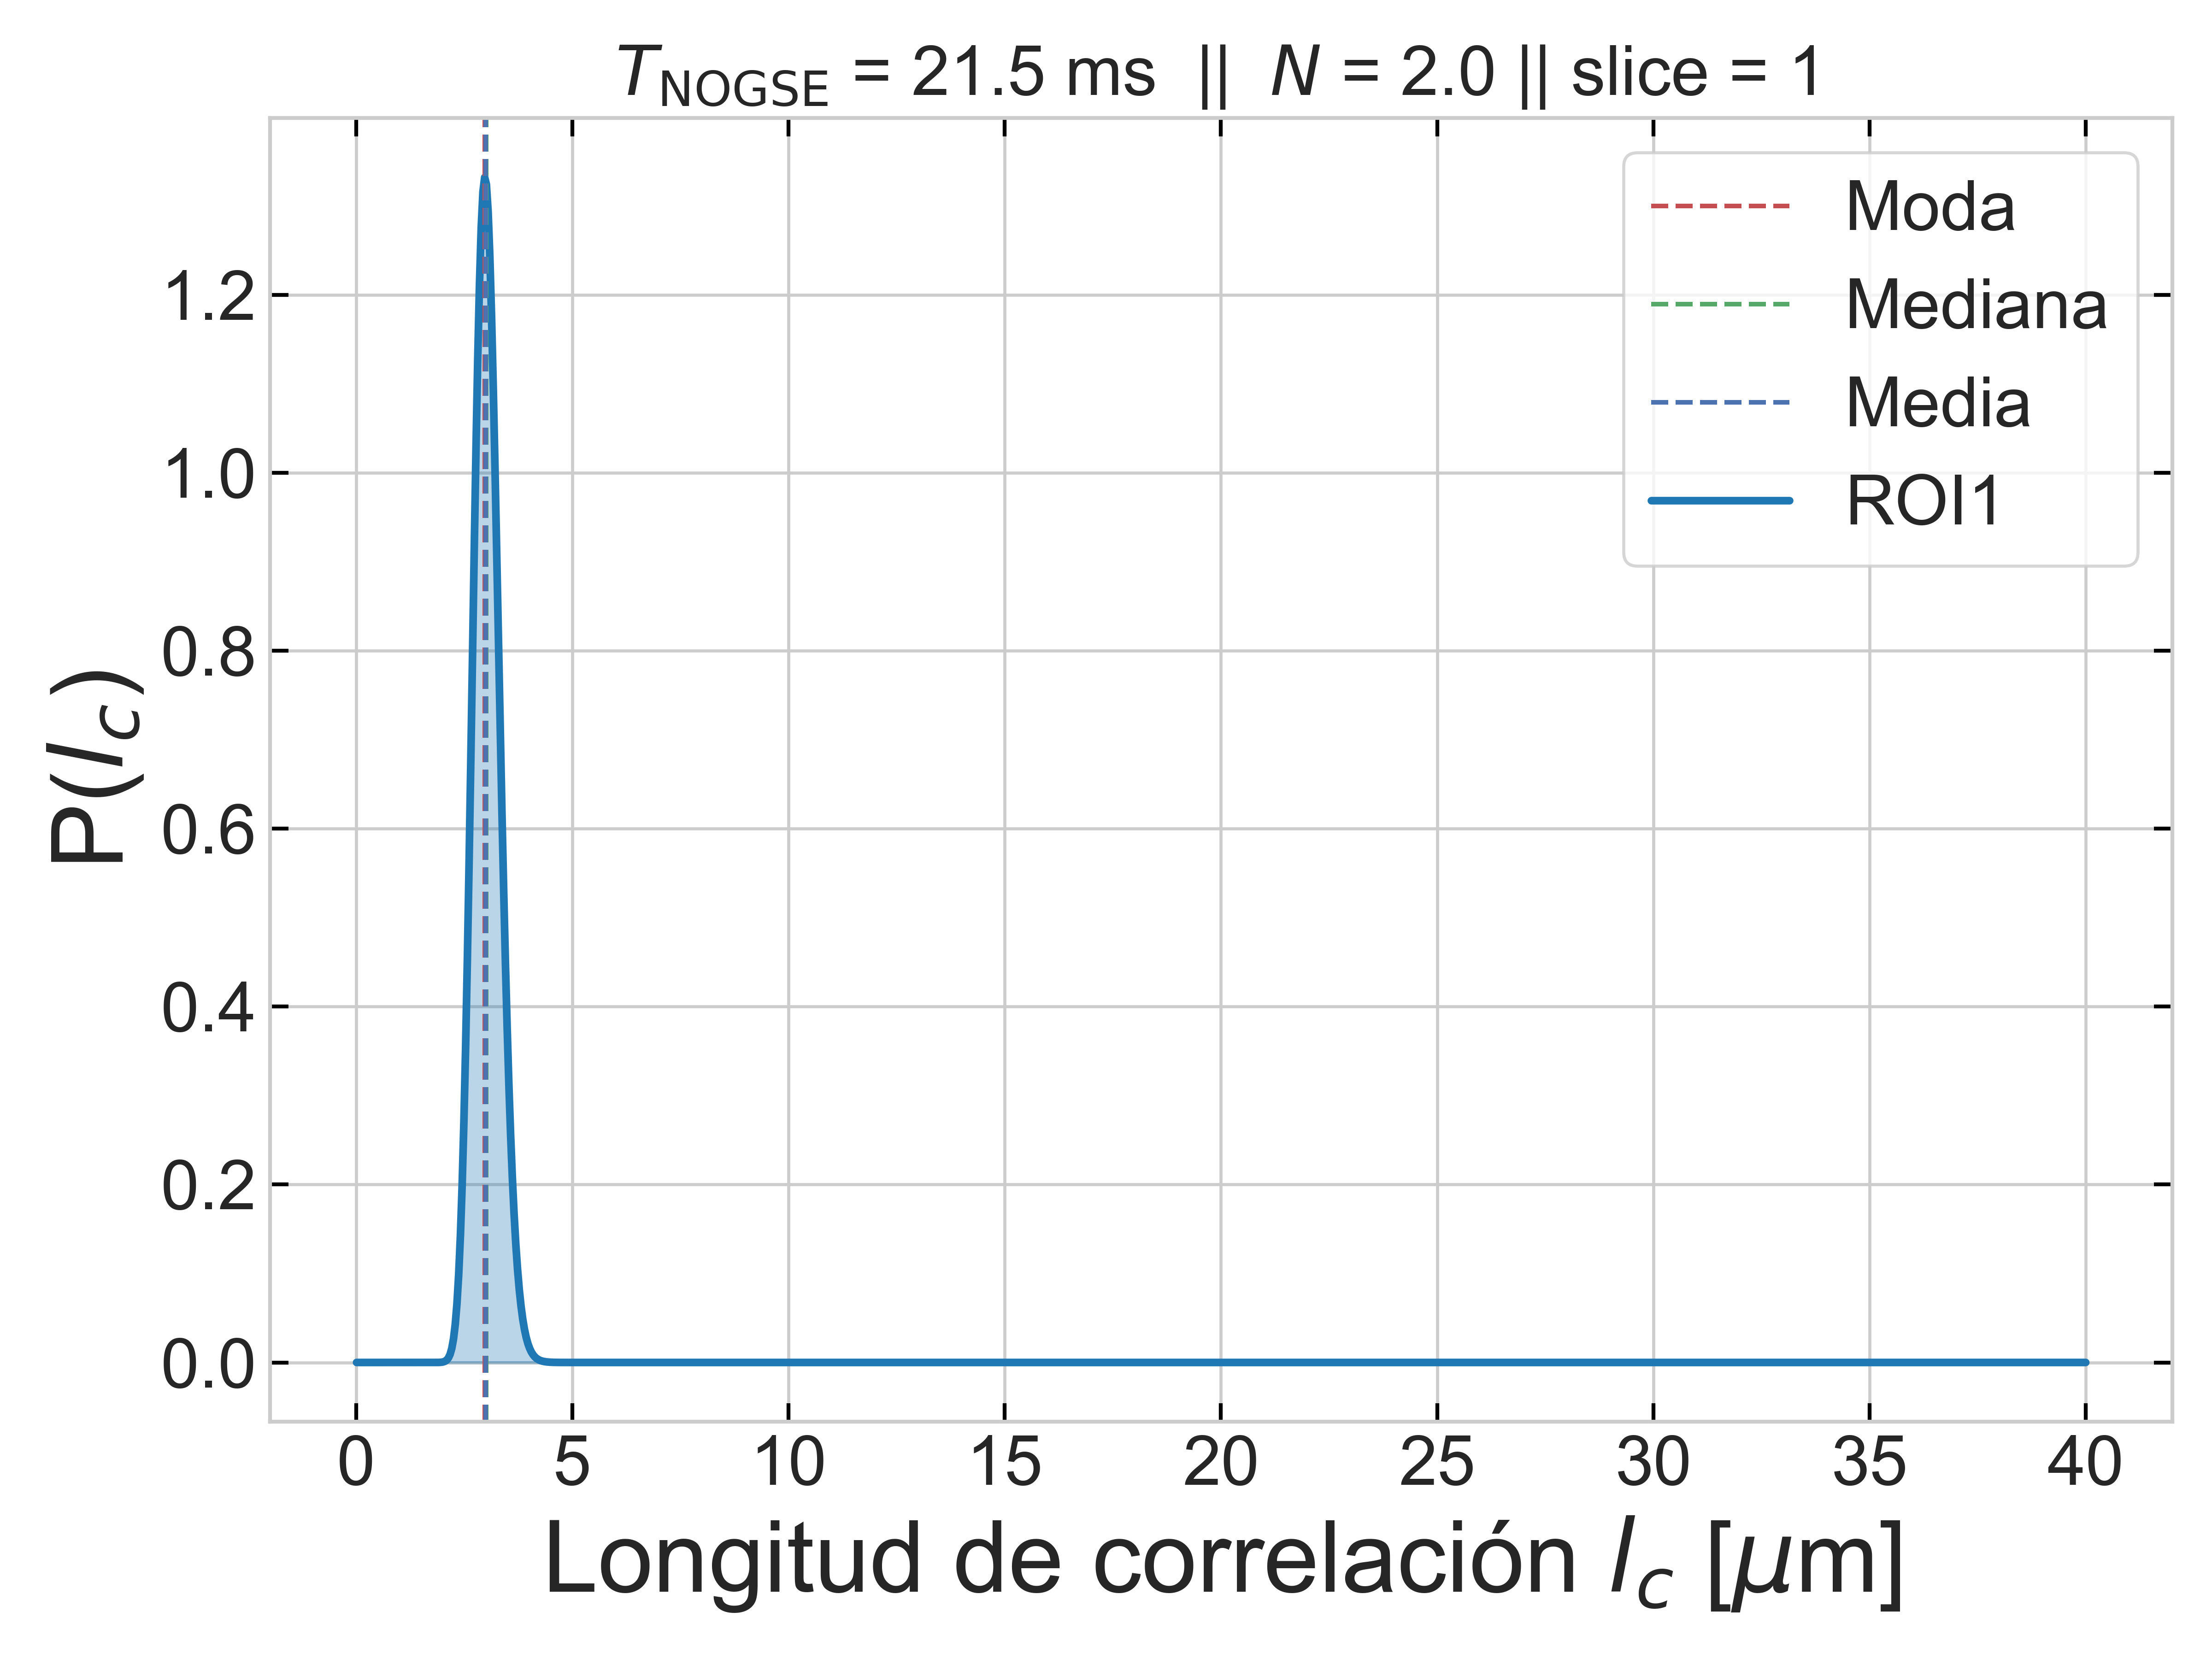 T_NOGSE = 21.5 ms || N = 2.0 || slice = 1
Moda
Mediana
Media
ROI1
P(l_c)
1.2
1.0
0.8
0.6
0.4
0.2
0.0
0 5 10 15 20 25 30 35 40
Longitud de correlación l_c [μm]